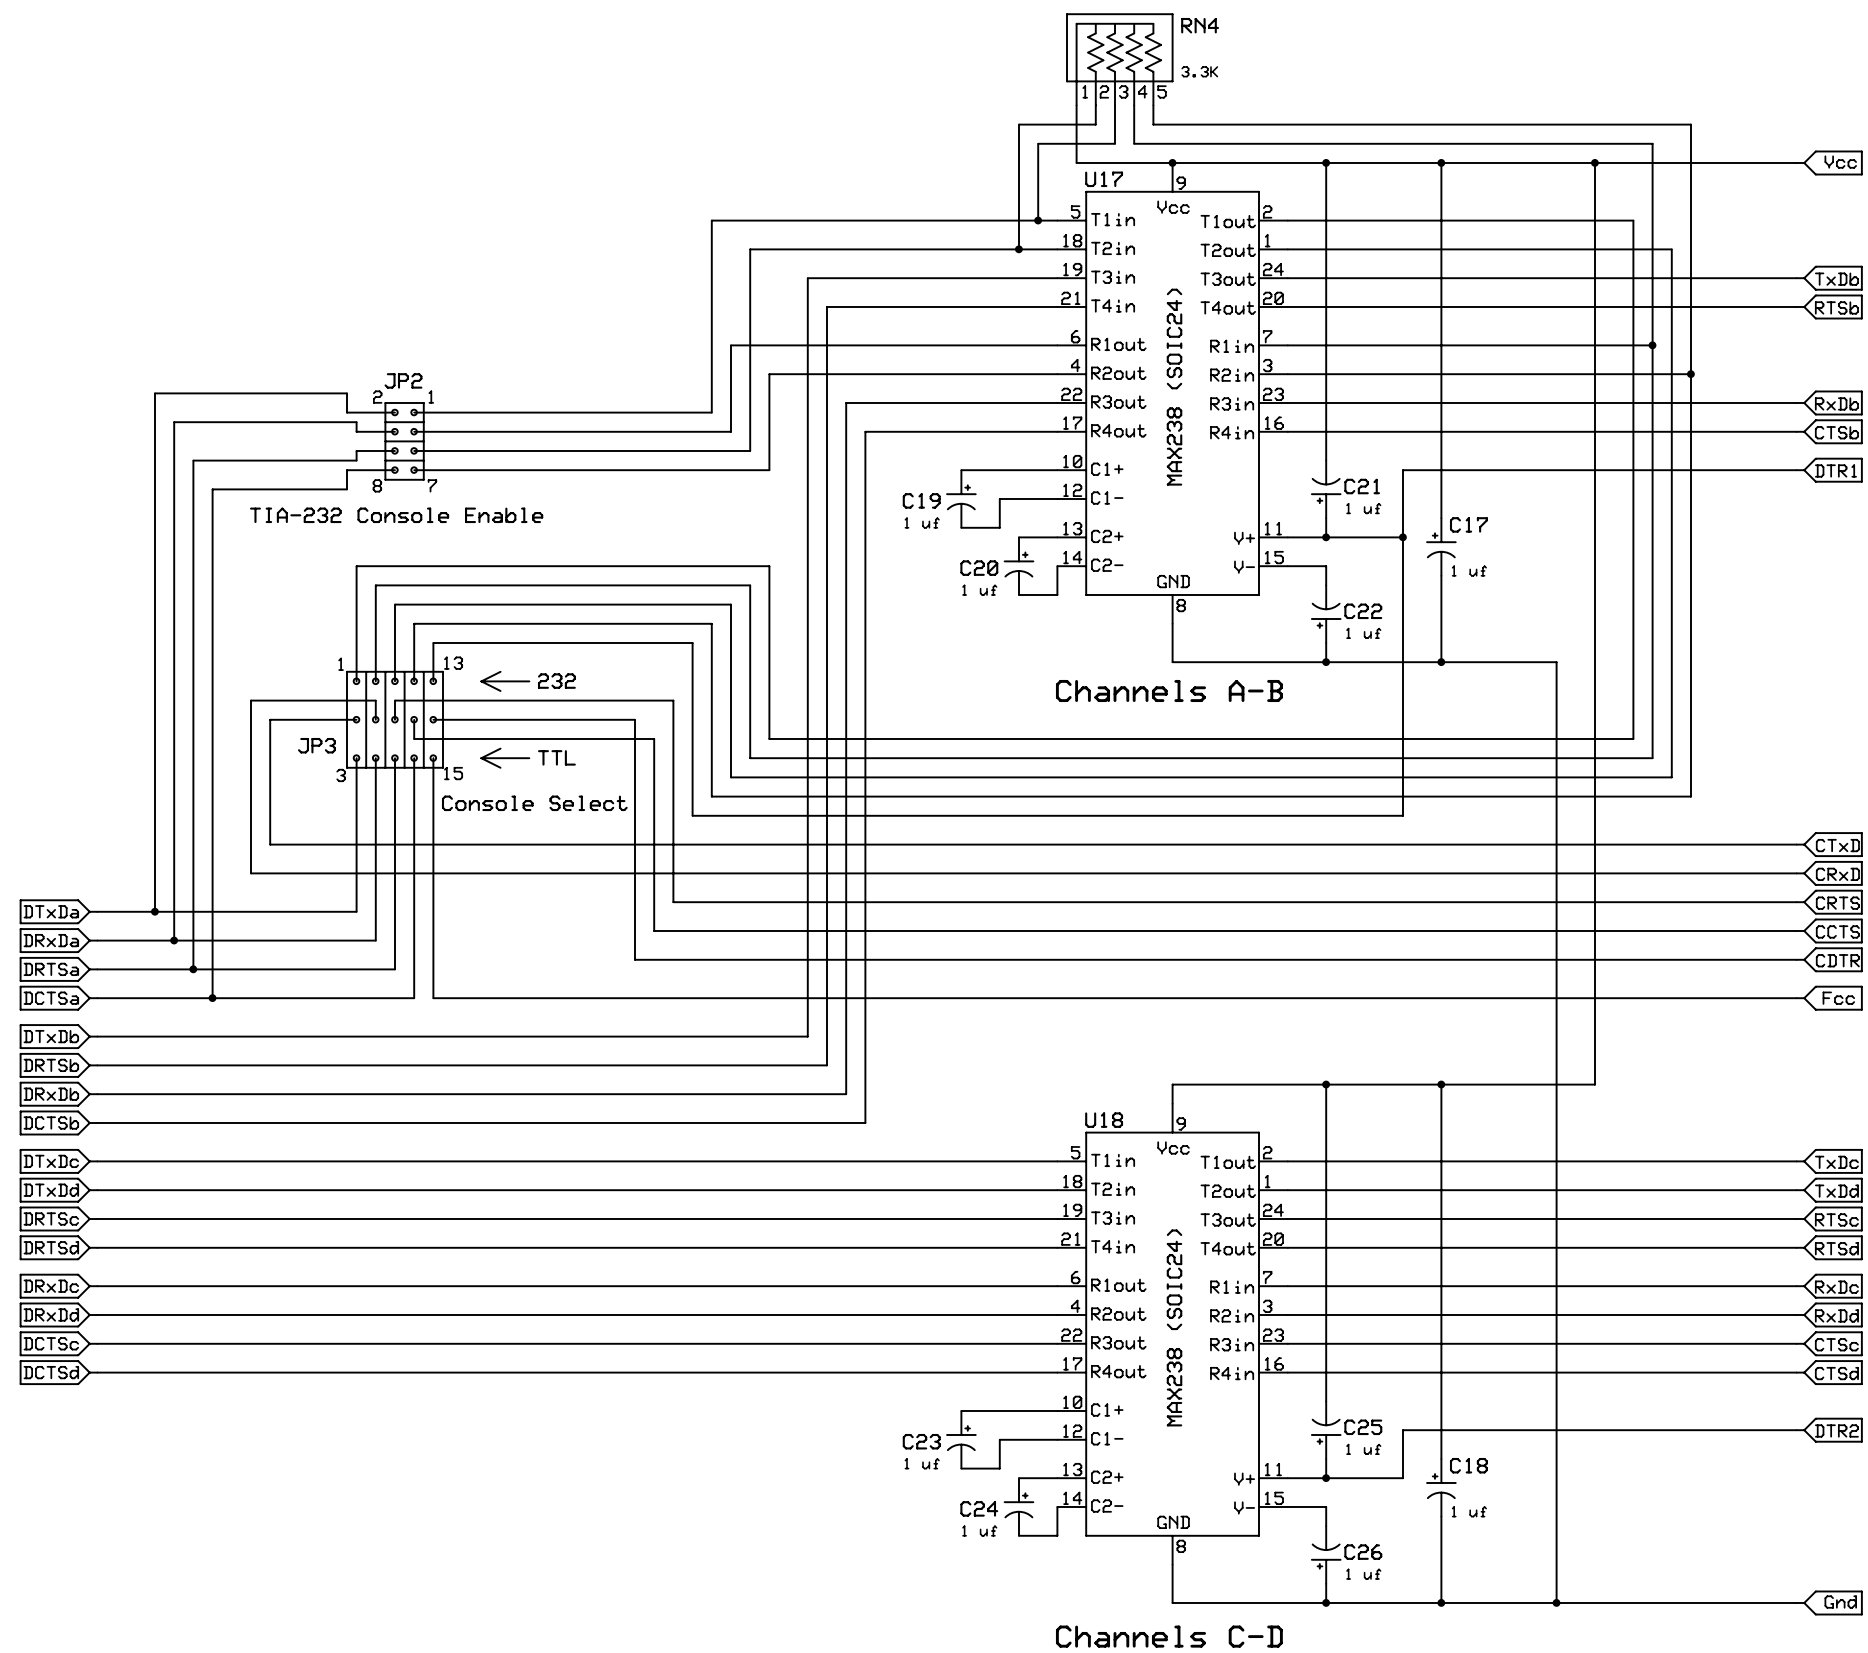 RN4
3.3K
1 2 3 4 5
Vcc
U17
9
Vcc
5 T1in T1out 2
18 T2in T2out 1
19 T3in T3out 24 TxDb
21 T4in T4out 20 RTSb
6 R1out R1in 7
4 R2out R2in 3
22 R3out R3in 23 RxDb
17 R4out R4in 16 CTSb
MAX238 (SOIC24)
JP2
2 1
8 7
TIA-232 Console Enable
10 C1+
12 C1-
13 C2+
14 C2-
C19
1 uf
C20
1 uf
DTR1
C21
1 uf
V+ 11
V- 15
C17
1 uf
GND
8
C22
1 uf
Channels A-B
1 13
232
JP3
TTL
3 15
Console Select
CTxD
CRxD
CRTS
CCTS
CDTR
Fcc
DTxDa
DRxDa
DRTSa
DCTSa
DTxDb
DRTSb
DRxDb
DCTSb
U18
9
Vcc
DTxDc 5 T1in T1out 2 TxDc
DTxDd 18 T2in T2out 1 TxDd
DRTSc 19 T3in T3out 24 RTSc
DRTSd 21 T4in T4out 20 RTSd
DRxDc 6 R1out R1in 7 RxDc
DRxDd 4 R2out R2in 3 RxDd
DCTSc 22 R3out R3in 23 CTSc
DCTSd 17 R4out R4in 16 CTSd
MAX238 (SOIC24)
10 C1+
12 C1-
13 C2+
14 C2-
C23
1 uf
C24
1 uf
C25
1 uf
DTR2
V+ 11
V- 15
C18
1 uf
GND
8
C26
1 uf
Gnd
Channels C-D